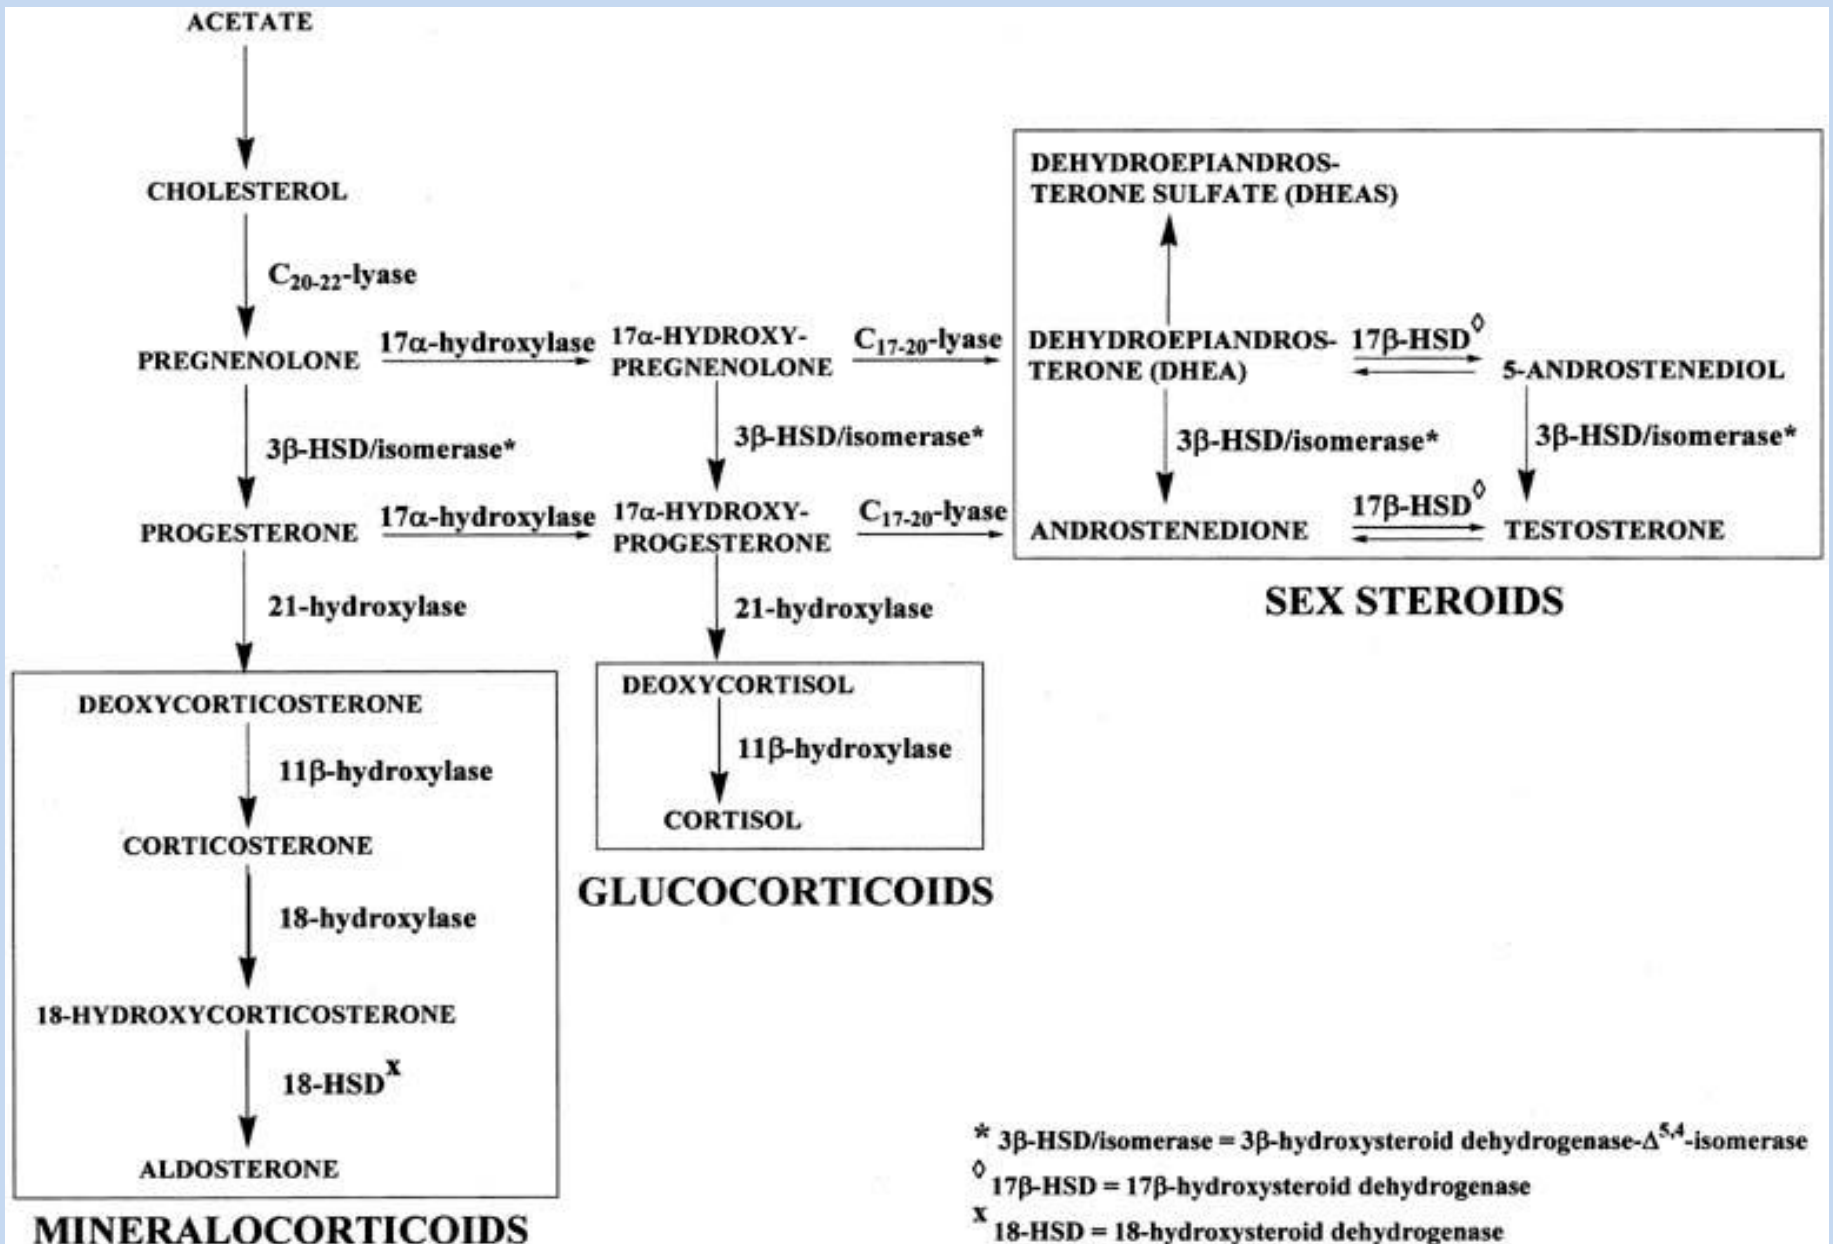 ACETATE
CHOLESTEROL
C20-22-lyase
PREGNENOLONE
17α-hydroxylase
17α-HYDROXY-
PREGNENOLONE
C17-20-lyase
DEHYDROEPIANDROS-
TERONE SULFATE (DHEAS)
DEHYDROEPIANDROS-
TERONE (DHEA)
17β-HSD◊
5-ANDROSTENEDIOL
3β-HSD/isomerase*
3β-HSD/isomerase*
3β-HSD/isomerase*
3β-HSD/isomerase*
PROGESTERONE
17α-hydroxylase
17α-HYDROXY-
PROGESTERONE
C17-20-lyase
ANDROSTENEDIONE
17β-HSD◊
TESTOSTERONE
SEX STEROIDS
21-hydroxylase
21-hydroxylase
DEOXYCORTICOSTERONE
11β-hydroxylase
CORTICOSTERONE
18-hydroxylase
18-HYDROXYCORTICOSTERONE
18-HSDx
ALDOSTERONE
MINERALOCORTICOIDS
DEOXYCORTISOL
11β-hydroxylase
CORTISOL
GLUCOCORTICOIDS
* 3β-HSD/isomerase = 3β-hydroxysteroid dehydrogenase-Δ5,4-isomerase
◊ 17β-HSD = 17β-hydroxysteroid dehydrogenase
x 18-HSD = 18-hydroxysteroid dehydrogenase